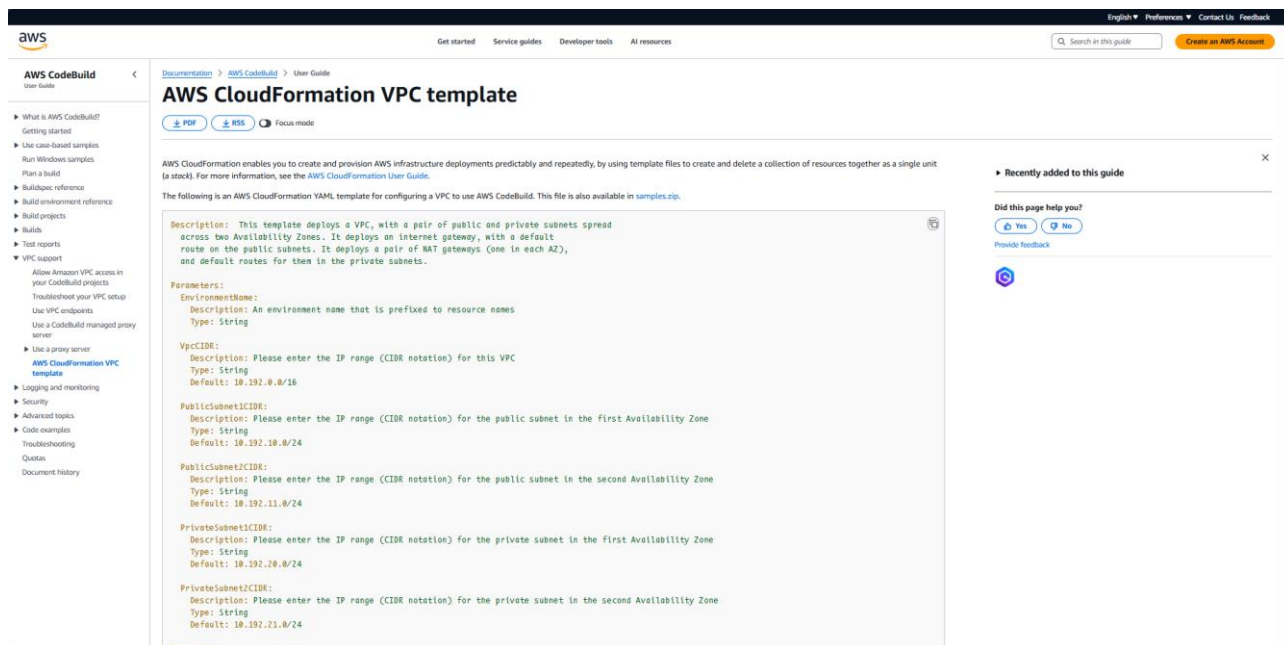 English ▼ Preferences ▼ Contact Us Feedback
aws
Get started Service guides Developer tools AI resources
Search in this guide
Create an AWS Account
AWS CodeBuild
User Guide
What is AWS CodeBuild?
Getting started
Use case-based samples
Run Windows samples
Plan a build
Buildspec reference
Build environment reference
Build projects
Builds
Test reports
VPC support
Allow Amazon VPC access in
your CodeBuild projects
Troubleshoot your VPC setup
Use VPC endpoints
Use a CodeBuild managed proxy
server
Use a proxy server
AWS CloudFormation VPC
template
Logging and monitoring
Security
Advanced topics
Code examples
Troubleshooting
Quotas
Document history
Documentation > AWS CodeBuild > User Guide
AWS CloudFormation VPC template
PDF RSS Focus mode
AWS CloudFormation enables you to create and provision AWS infrastructure deployments predictably and repeatedly, by using template files to create and delete a collection of resources together as a single unit
(a stack). For more information, see the AWS CloudFormation User Guide.
The following is an AWS CloudFormation YAML template for configuring a VPC to use AWS CodeBuild. This file is also available in samples.zip.
Description: This template deploys a VPC, with a pair of public and private subnets spread
across two Availability Zones. It deploys an internet gateway, with a default
route on the public subnets. It deploys a pair of NAT gateways (one in each AZ),
and default routes for them in the private subnets.
Parameters:
EnvironmentName:
Description: An environment name that is prefixed to resource names
Type: String
VpcCIDR:
Description: Please enter the IP range (CIDR notation) for this VPC
Type: String
Default: 10.192.0.0/16
PublicSubnet1CIDR:
Description: Please enter the IP range (CIDR notation) for the public subnet in the first Availability Zone
Type: String
Default: 10.192.10.0/24
PublicSubnet2CIDR:
Description: Please enter the IP range (CIDR notation) for the public subnet in the second Availability Zone
Type: String
Default: 10.192.11.0/24
PrivateSubnet1CIDR:
Description: Please enter the IP range (CIDR notation) for the private subnet in the first Availability Zone
Type: String
Default: 10.192.20.0/24
PrivateSubnet2CIDR:
Description: Please enter the IP range (CIDR notation) for the private subnet in the second Availability Zone
Type: String
Default: 10.192.21.0/24
Recently added to this guide
Did this page help you?
Yes No
Provide feedback